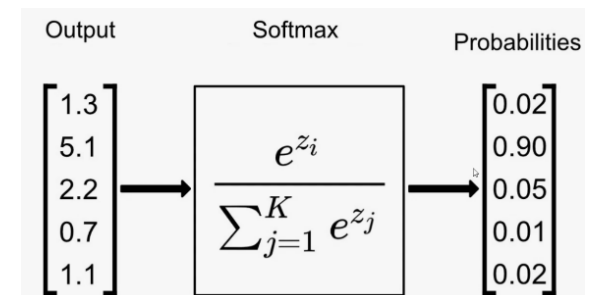 Output
Softmax
Probabilities
1.3
5.1
2.2
0.7
1.1
e^{z_i}
∑_{j=1}^{K} e^{z_j}
0.02
0.90
0.05
0.01
0.02